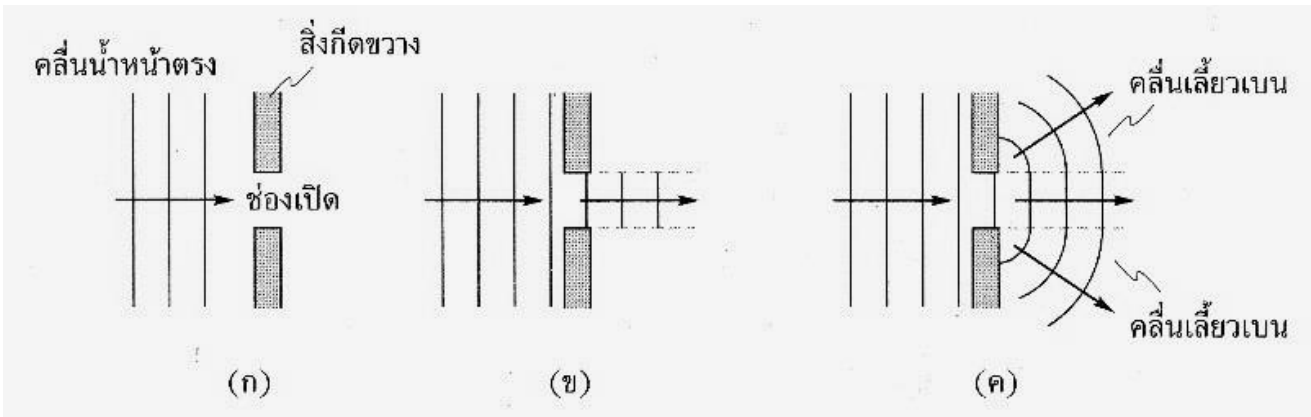 สิ่งกีดขวาง
คลื่นน้ำหน้าตรง
ช่องเปิด
คลื่นเลี้ยวเบน
คลื่นเลี้ยวเบน
(ก)
(ข)
(ค)